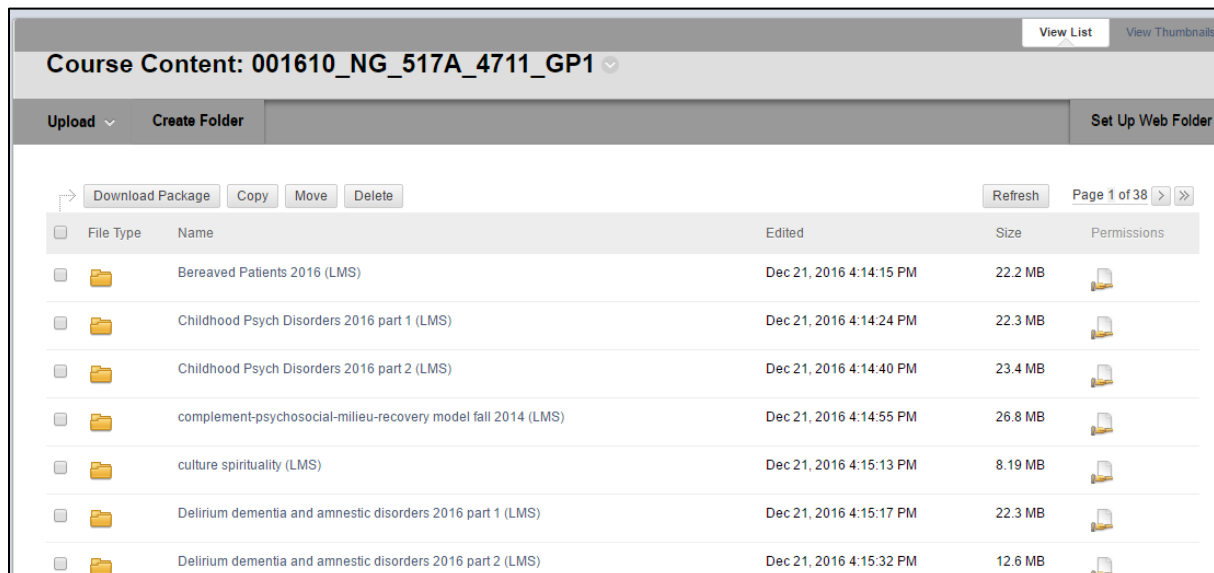 View List View Thumbnails
Course Content: 001610_NG_517A_4711_GP1
Upload Create Folder Set Up Web Folder
Download Package Copy Move Delete Refresh Page 1 of 38 > >>
File Type Name Edited Size Permissions
Bereaved Patients 2016 (LMS) Dec 21, 2016 4:14:15 PM 22.2 MB
Childhood Psych Disorders 2016 part 1 (LMS) Dec 21, 2016 4:14:24 PM 22.3 MB
Childhood Psych Disorders 2016 part 2 (LMS) Dec 21, 2016 4:14:40 PM 23.4 MB
complement-psychosocial-milieu-recovery model fall 2014 (LMS) Dec 21, 2016 4:14:55 PM 26.8 MB
culture spirituality (LMS) Dec 21, 2016 4:15:13 PM 8.19 MB
Delirium dementia and amnestic disorders 2016 part 1 (LMS) Dec 21, 2016 4:15:17 PM 22.3 MB
Delirium dementia and amnestic disorders 2016 part 2 (LMS) Dec 21, 2016 4:15:32 PM 12.6 MB